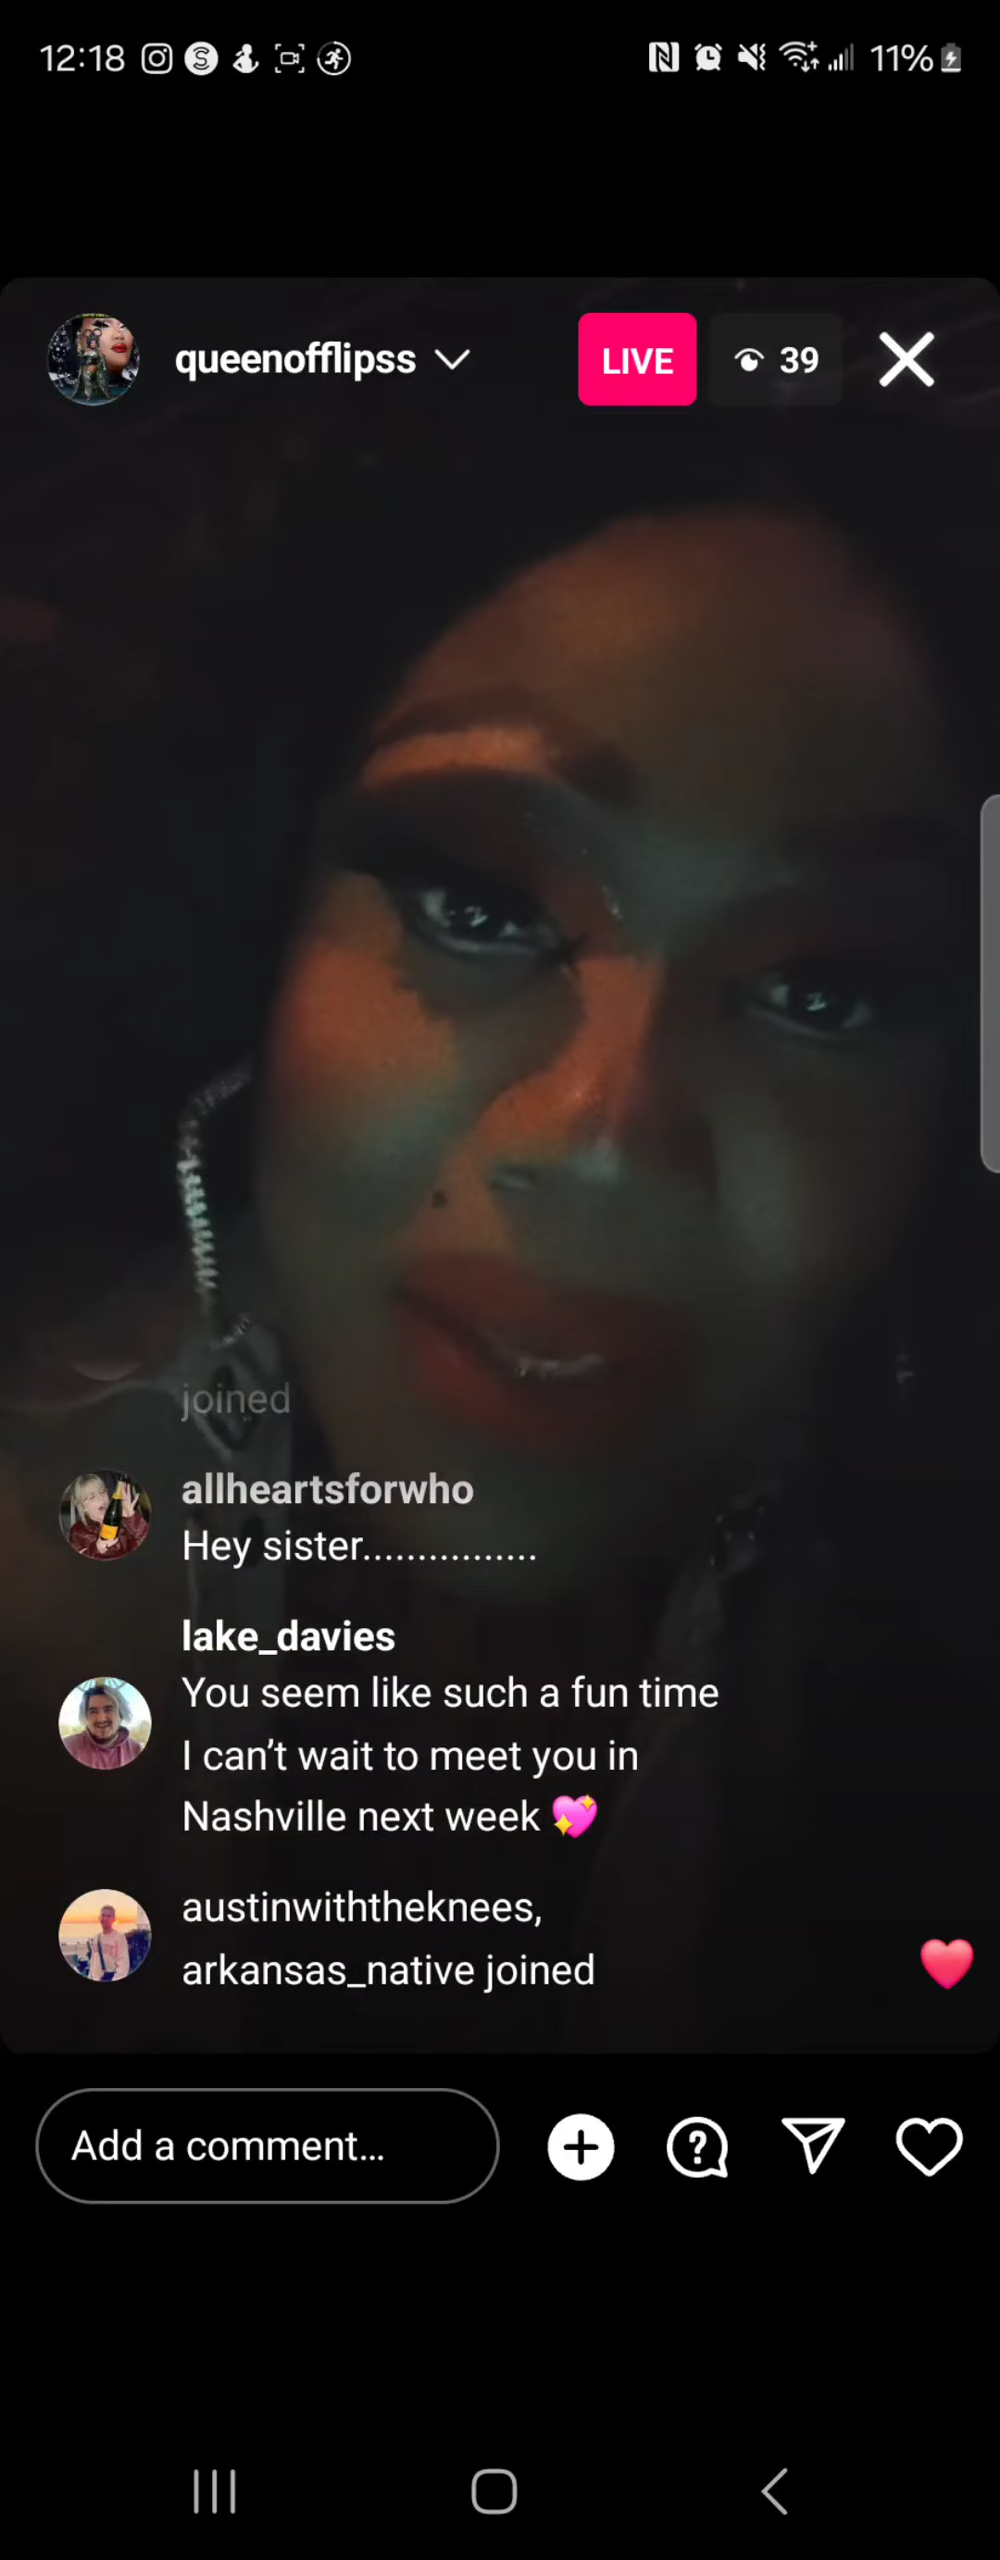 12:18
11%
queenofflipss
LIVE
39
joined
allheartsforwho
Hey sister................
lake_davies
You seem like such a fun time
I can’t wait to meet you in
Nashville next week 💖
austinwiththeknees,
arkansas_native joined
Add a comment...